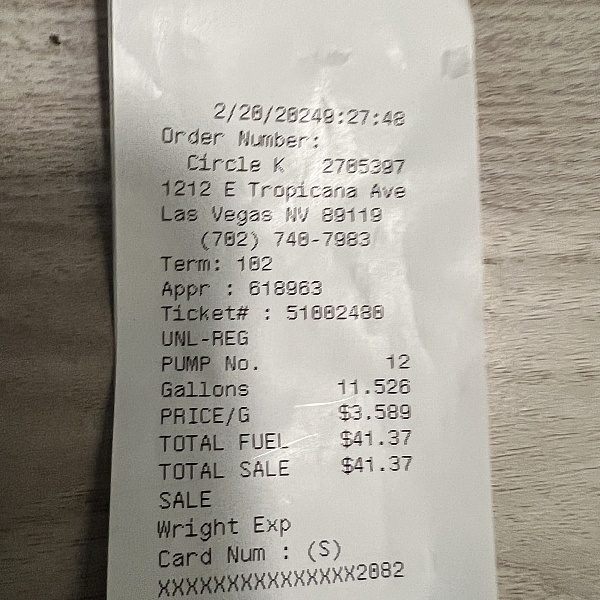 2/20/20249:27:48
Order Number:
Circle K 2705397
1212 E Tropicana Ave
Las Vegas NV 89119
(702) 740-7983
Term: 102
Appr : 618963
Ticket# : 51002480
UNL-REG
PUMP No. 12
Gallons 11.526
PRICE/G $3.589
TOTAL FUEL $41.37
TOTAL SALE $41.37
SALE
Wright Exp
Card Num : (S)
XXXXXXXXXXXXXXX2082